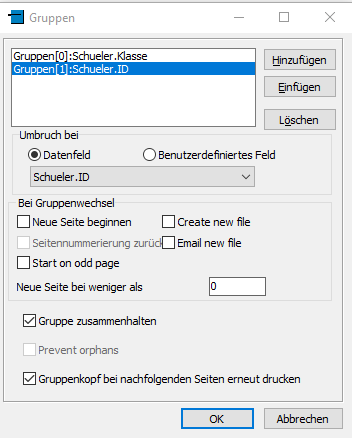 Gruppen
Gruppen[0]:Schueler.Klasse
Gruppen[1]:Schueler.ID
Hinzufügen
Einfügen
Löschen
Umbruch bei
Datenfeld
Benutzerdefiniertes Feld
Schueler.ID
Bei Gruppenwechsel
Neue Seite beginnen
Create new file
Seitennummerierung zurück
Email new file
Start on odd page
Neue Seite bei weniger als
0
Gruppe zusammenhalten
Prevent orphans
Gruppenkopf bei nachfolgenden Seiten erneut drucken
OK
Abbrechen